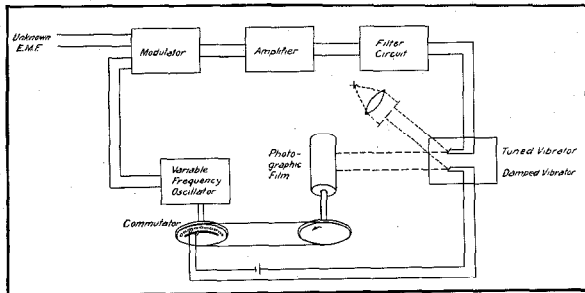 Unknown
E.M.F.
Modulator
Amplifier
Filter
Circuit
Photo-
graphic
Film
Tuned Vibrator
Damped Vibrator
Variable
Frequency
Oscillator
Commutator